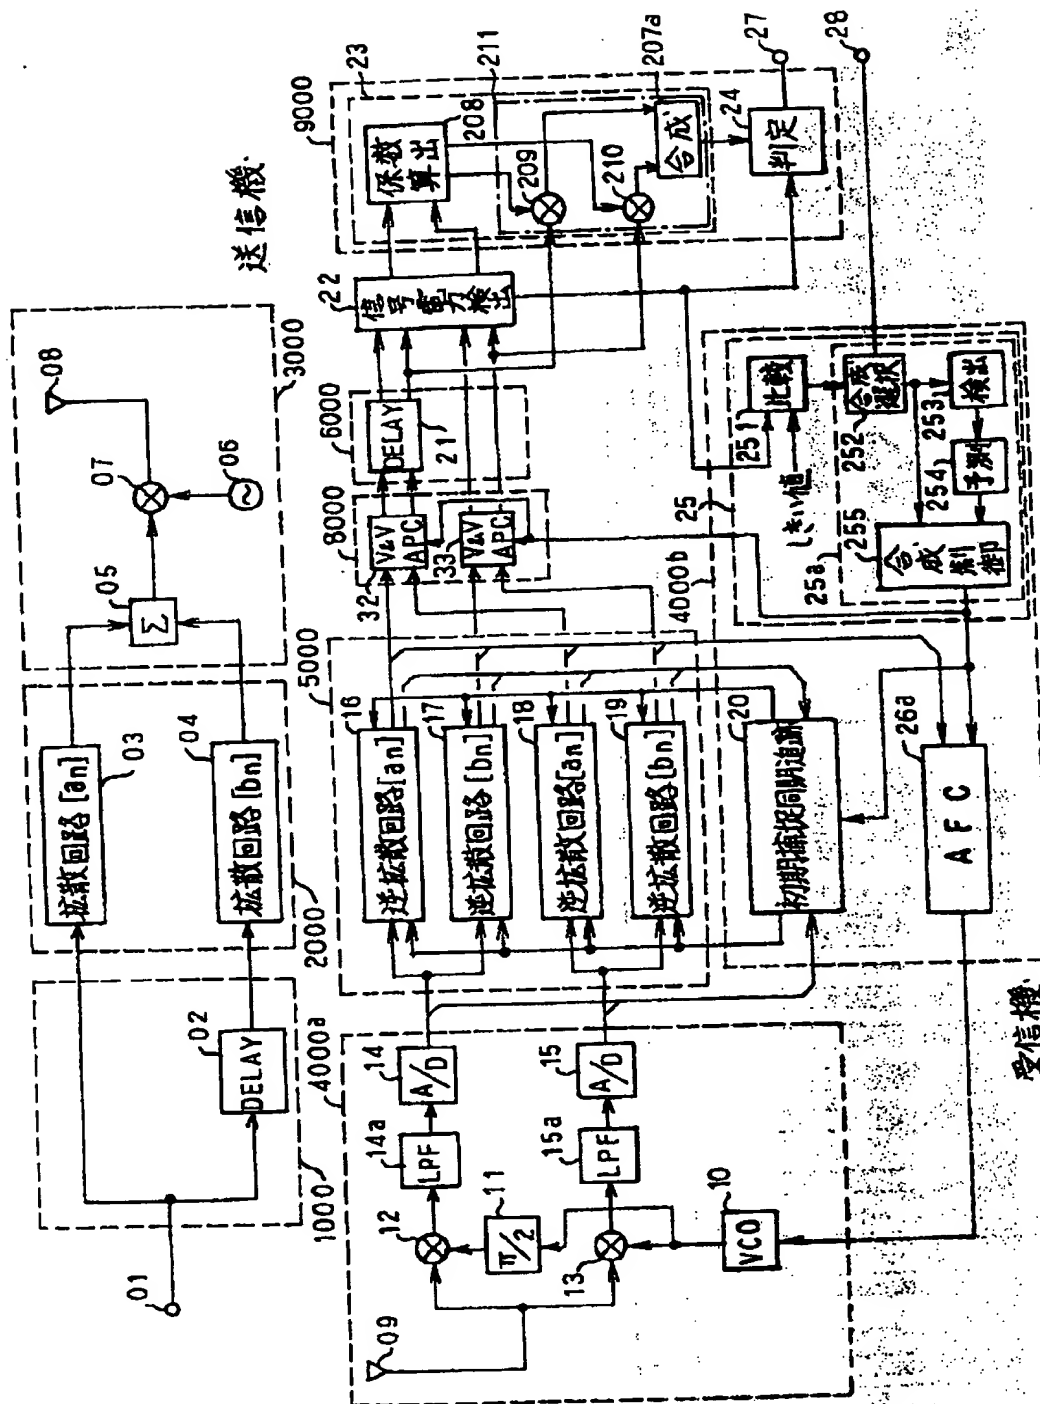 送信機
01
1000
02
DELAY
2000
拡散回路[an]
03
拡散回路[bn]
04
05
Σ
07
08
06
3000
受信機
09
4000a
12
11
π/2
13
10
VCO
14a
LPF
14
A/D
15a
LPF
15
A/D
5000
16
逆拡散回路[an]
17
逆拡散回路[bn]
18
逆拡散回路[an]
19
逆拡散回路[bn]
20
初期捕捉同期追跡
26a
AFC
4000b
8000
32
V&V
APC
33
V&V
APC
6000
DELAY
21
22
信号電力検出
9000
23
係数
算出
208
211
209
210
207a
合成
24
判定
27
28
25
251
比較
しきい値
25a
252
合成
選択
253
検出
254
予測
255
合成
制御